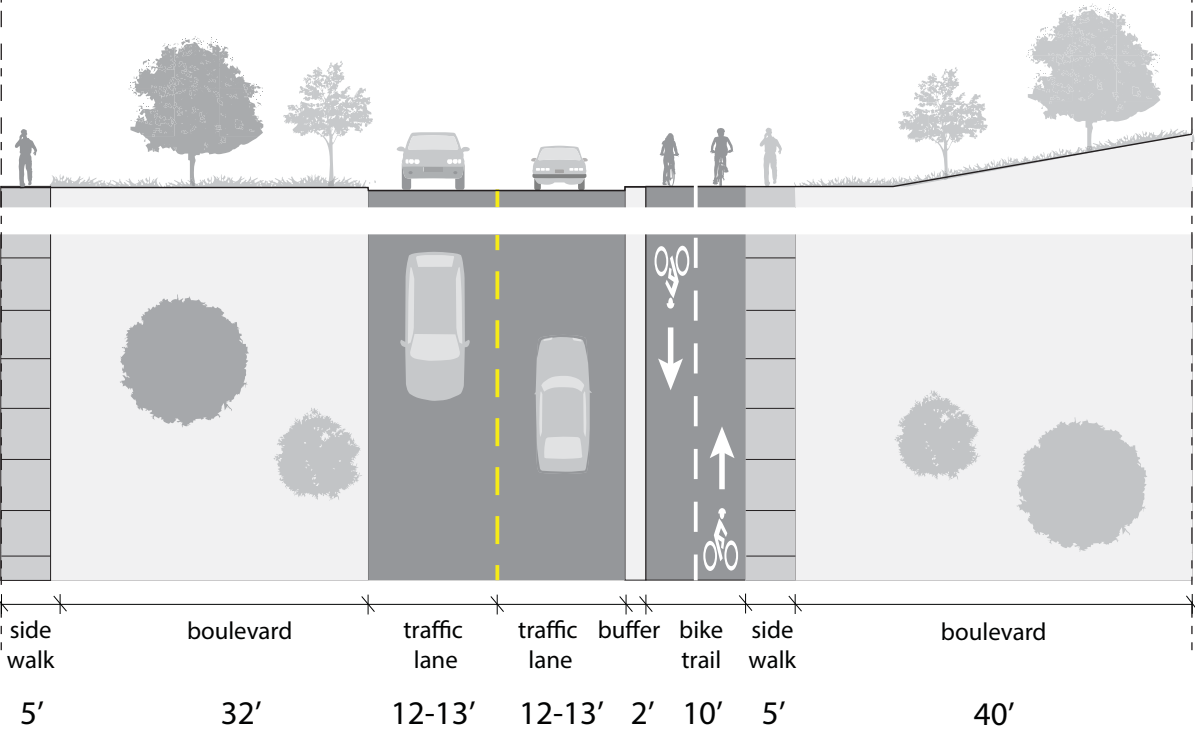 side boulevard traffic traffic buffer bike side boulevard
walk lane lane trail walk
5′ 32′ 12-13′ 12-13′ 2′ 10′ 5′ 40′